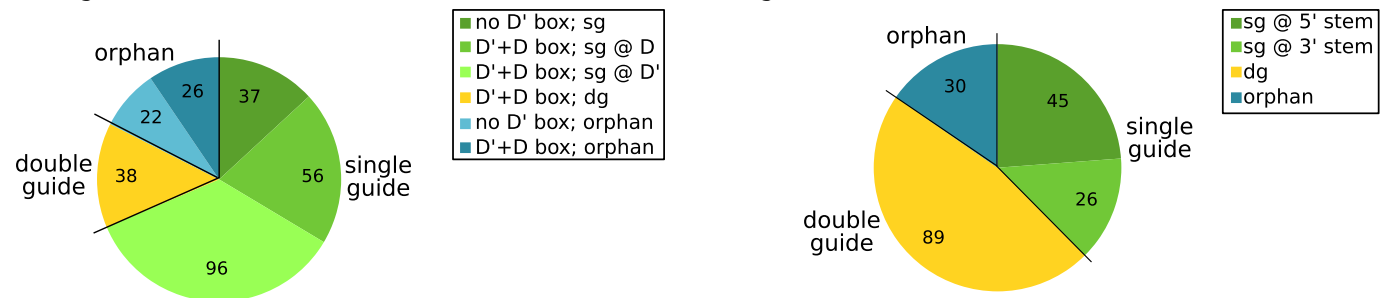 orphan
26
37
22
double
guide
38
56
single
guide
96
no D' box; sg
D'+D box; sg @ D
D'+D box; sg @ D'
D'+D box; dg
no D' box; orphan
D'+D box; orphan
orphan
30
45
single
guide
26
double
guide
89
sg @ 5' stem
sg @ 3' stem
dg
orphan